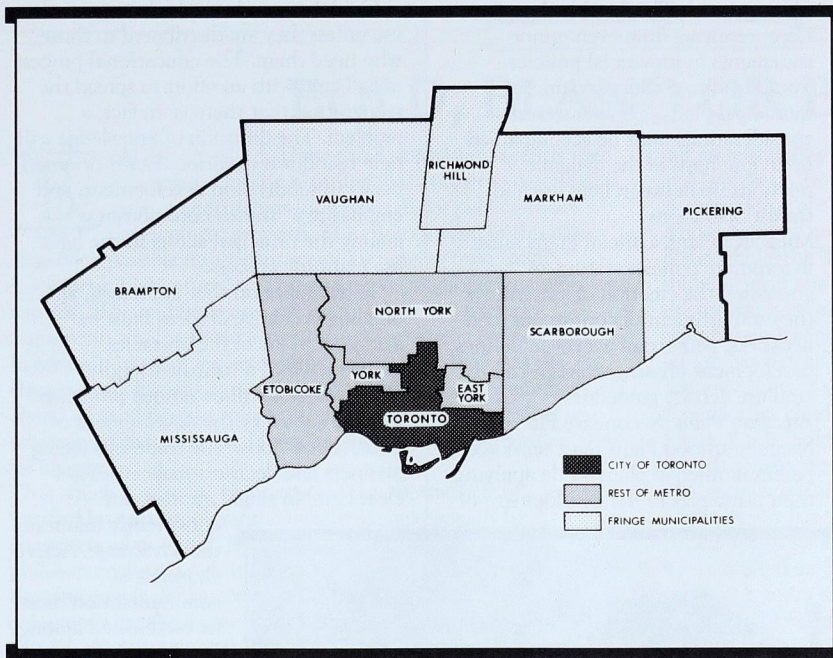 RICHMOND
HILL
VAUGHAN
MARKHAM
PICKERING
BRAMPTON
NORTH YORK
SCARBOROUGH
YORK
EAST
YORK
ETOBICOKE
TORONTO
MISSISSAUGA
CITY OF TORONTO
REST OF METRO
FRINGE MUNICIPALITIES